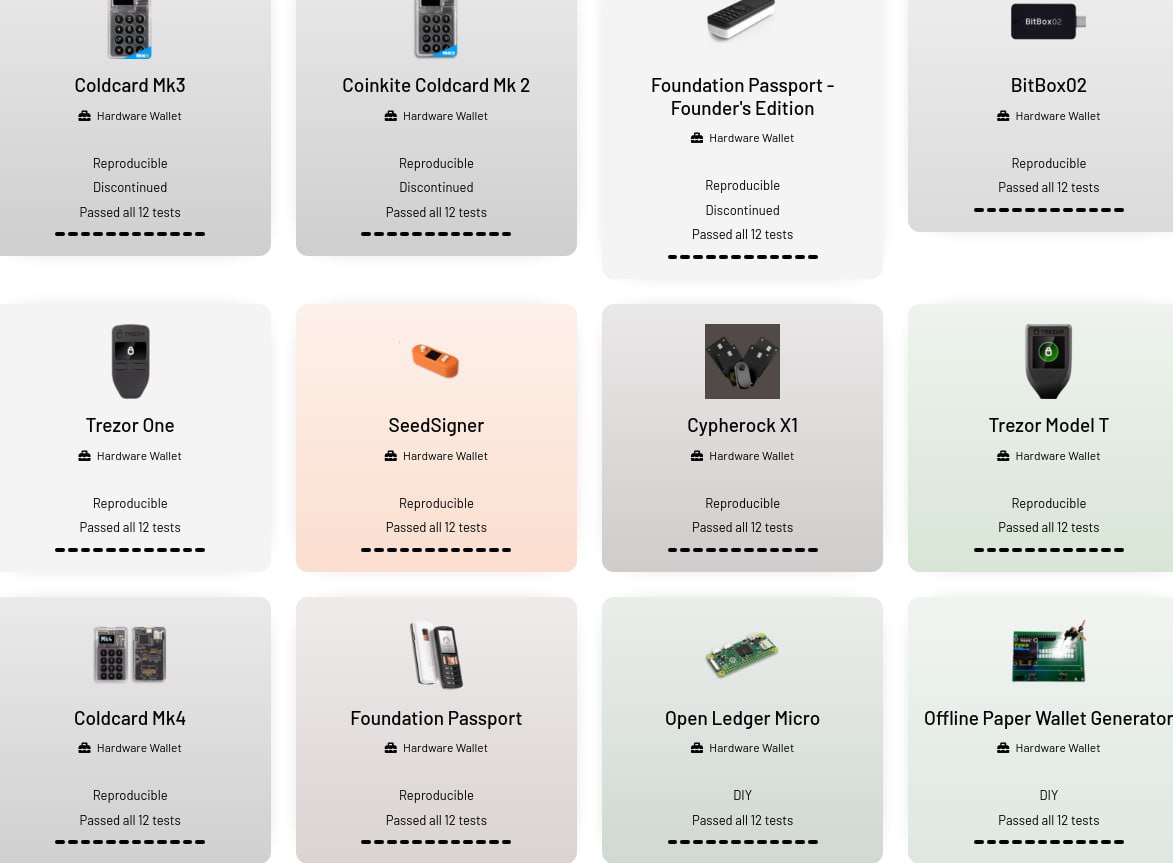 Coldcard Mk3
Hardware Wallet
Reproducible
Discontinued
Passed all 12 tests
Coinkite Coldcard Mk 2
Hardware Wallet
Reproducible
Discontinued
Passed all 12 tests
Foundation Passport -
Founder's Edition
Hardware Wallet
Reproducible
Discontinued
Passed all 12 tests
BitBox02
BitBox02
Hardware Wallet
Reproducible
Passed all 12 tests
TREZOR
Trezor One
Hardware Wallet
Reproducible
Passed all 12 tests
SeedSigner
Hardware Wallet
Reproducible
Passed all 12 tests
Cypherock X1
Hardware Wallet
Reproducible
Passed all 12 tests
TREZOR
Trezor Model T
Hardware Wallet
Reproducible
Passed all 12 tests
Mk4
Coldcard Mk4
Hardware Wallet
Reproducible
Passed all 12 tests
Foundation Passport
Hardware Wallet
Reproducible
Passed all 12 tests
Open Ledger Micro
Hardware Wallet
DIY
Passed all 12 tests
Offline Paper Wallet Generator
Hardware Wallet
DIY
Passed all 12 tests